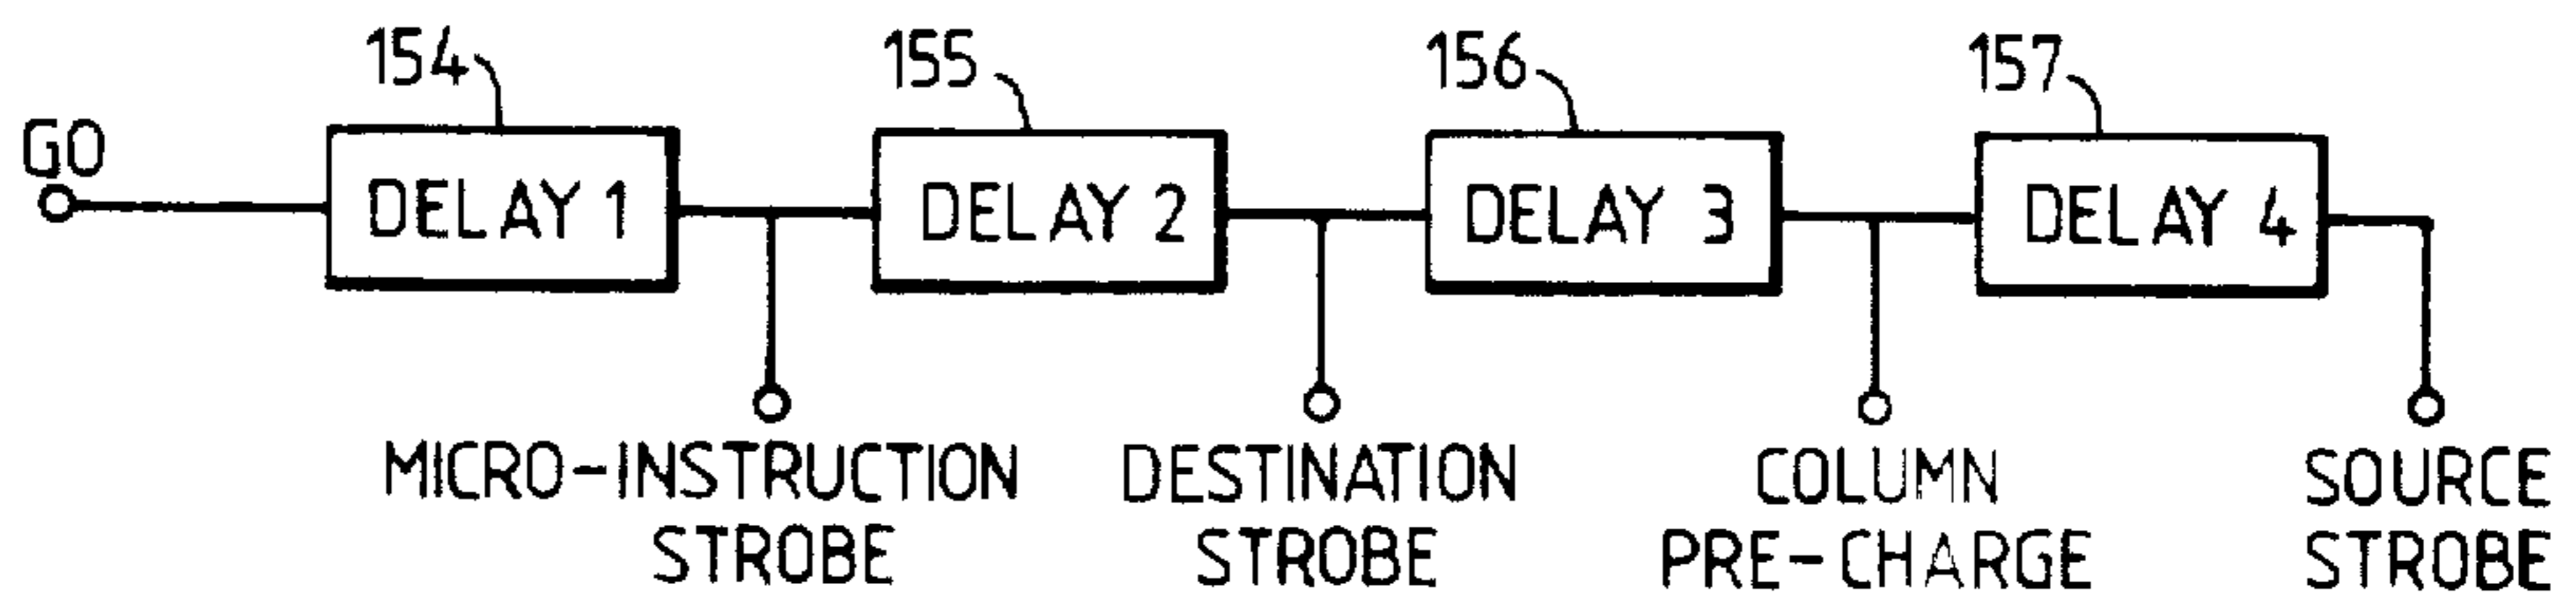 154
155
156
157
GO
DELAY 1
DELAY 2
DELAY 3
DELAY 4
MICRO-INSTRUCTION
STROBE
DESTINATION
STROBE
COLUMN
PRE-CHARGE
SOURCE
STROBE